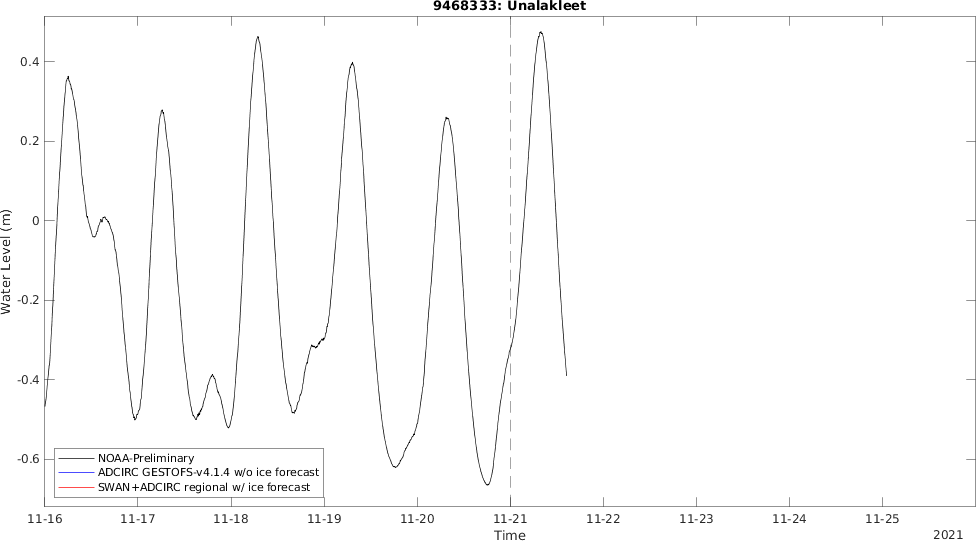 9468333: Unalakleet
0.4
0.2
0
-0.2
-0.4
-0.6
Water Level (m)
NOAA-Preliminary
ADCIRC GESTOFS-v4.1.4 w/o ice forecast
SWAN+ADCIRC regional w/ ice forecast
11-16 11-17 11-18 11-19 11-20 11-21 11-22 11-23 11-24 11-25
Time
2021